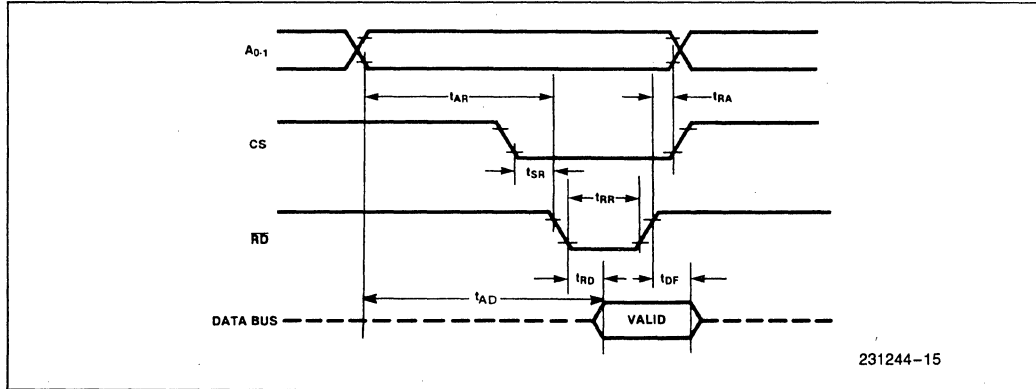 A0-1
tAR
tRA
CS
tSR
tRR
RD
tRD
tDF
tAD
DATA BUS
VALID
231244-15